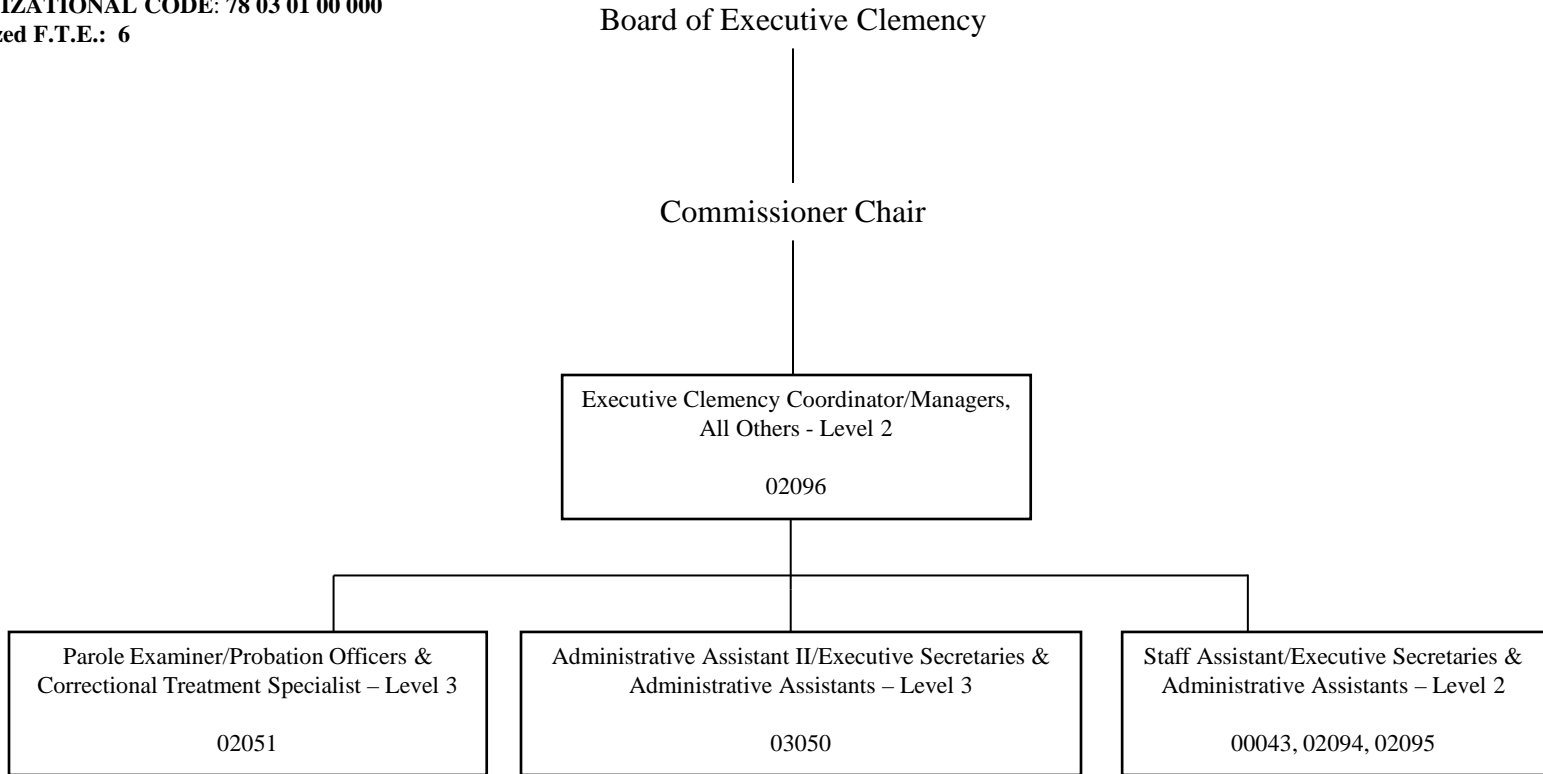 CODE: 78 03 01 00 000
F.T.E.: 6
Board of Executive Clemency
Commissioner Chair
Executive Clemency Coordinator/Managers,
All Others - Level 2
02096
Parole Examiner/Probation Officers &
Correctional Treatment Specialist – Level 3
02051
Administrative Assistant II/Executive Secretaries &
Administrative Assistants – Level 3
03050
Staff Assistant/Executive Secretaries &
Administrative Assistants – Level 2
00043, 02094, 02095